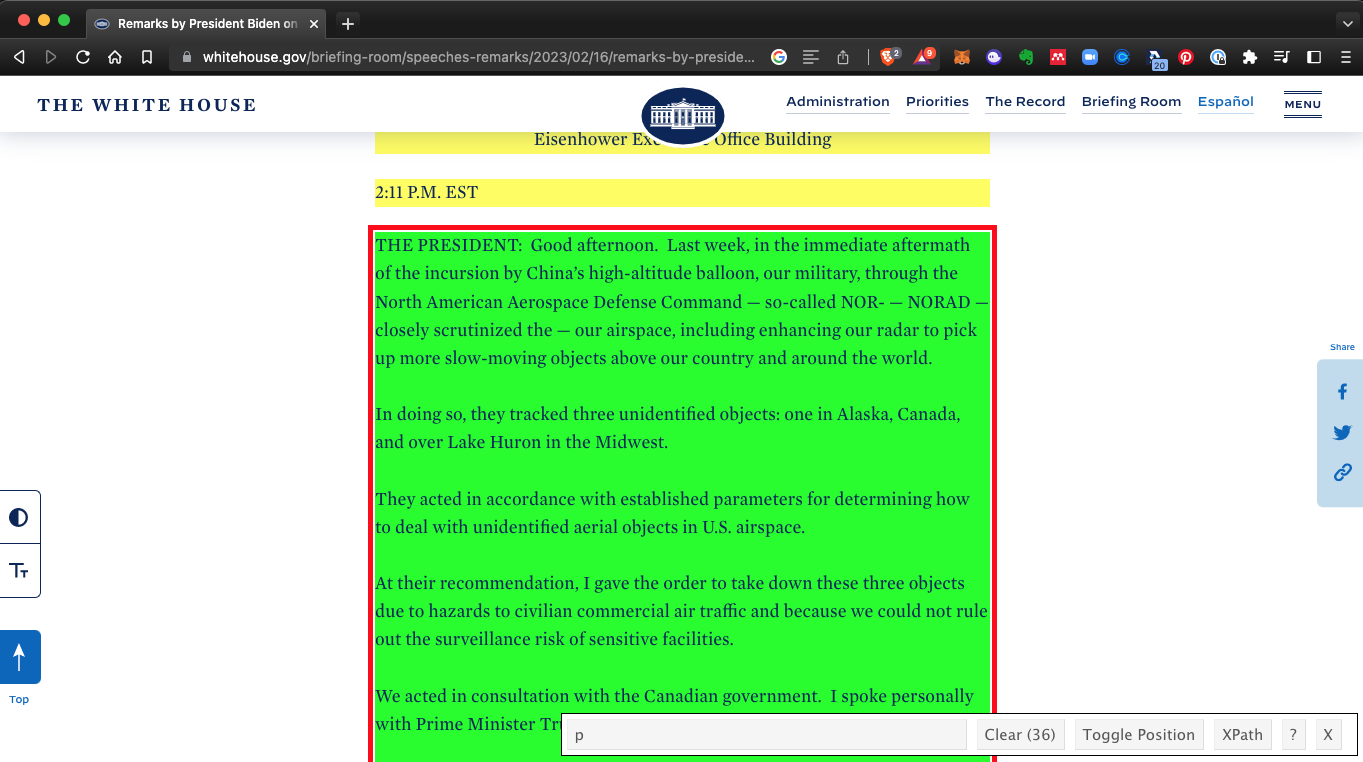 Remarks by President Biden on
whitehouse.gov/briefing-room/speeches-remarks/2023/02/16/remarks-by-preside...
2
9
20
THE WHITE HOUSE
Administration
Priorities
The Record
Briefing Room
Español
MENU
Eisenhower Office Building
2:11 P.M. EST
THE PRESIDENT:  Good afternoon.  Last week, in the immediate aftermath
of the incursion by China’s high-altitude balloon, our military, through the
North American Aerospace Defense Command — so-called NOR- — NORAD —
closely scrutinized the — our airspace, including enhancing our radar to pick
up more slow-moving objects above our country and around the world.
In doing so, they tracked three unidentified objects: one in Alaska, Canada,
and over Lake Huron in the Midwest.
They acted in accordance with established parameters for determining how
to deal with unidentified aerial objects in U.S. airspace.
At their recommendation, I gave the order to take down these three objects
due to hazards to civilian commercial air traffic and because we could not rule
out the surveillance risk of sensitive facilities.
We acted in consultation with the Canadian government.  I spoke personally
with Prime Minister
Share
Tт
Top
p
Clear (36)
Toggle Position
XPath
?
X